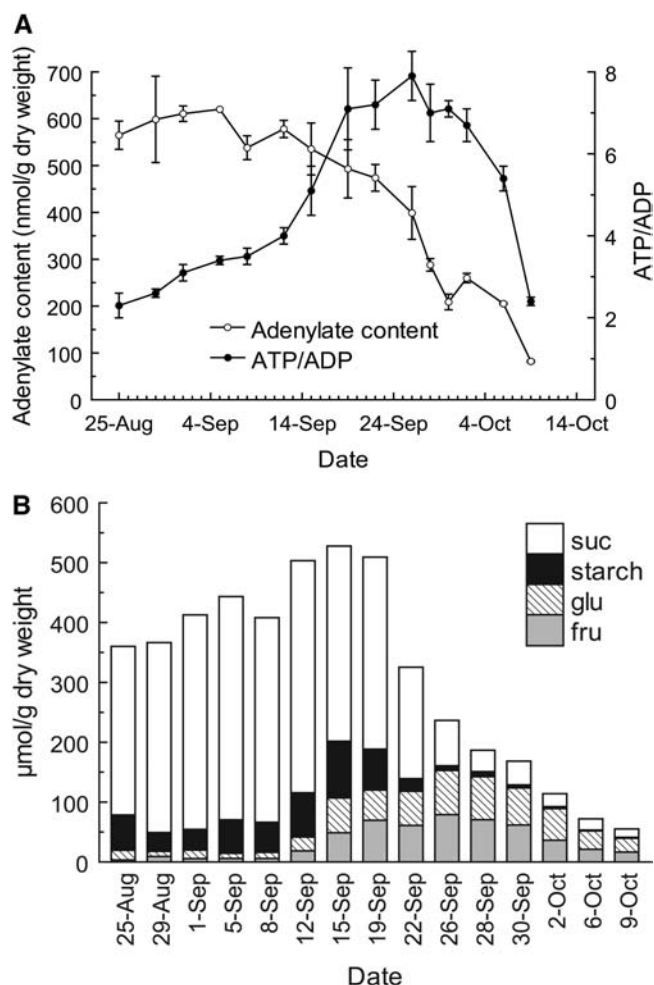 A
Adenylate content (nmol/g dry weight)
700
600
500
400
300
200
100
0
8
6
4
2
0
ATP/ADP
Adenylate content
ATP/ADP
25-Aug 4-Sep 14-Sep 24-Sep 4-Oct 14-Oct
Date
B
μmol/g dry weight
600
500
400
300
200
100
0
suc
starch
glu
fru
25-Aug
29-Aug
1-Sep
5-Sep
8-Sep
12-Sep
15-Sep
19-Sep
22-Sep
26-Sep
28-Sep
30-Sep
2-Oct
6-Oct
9-Oct
Date